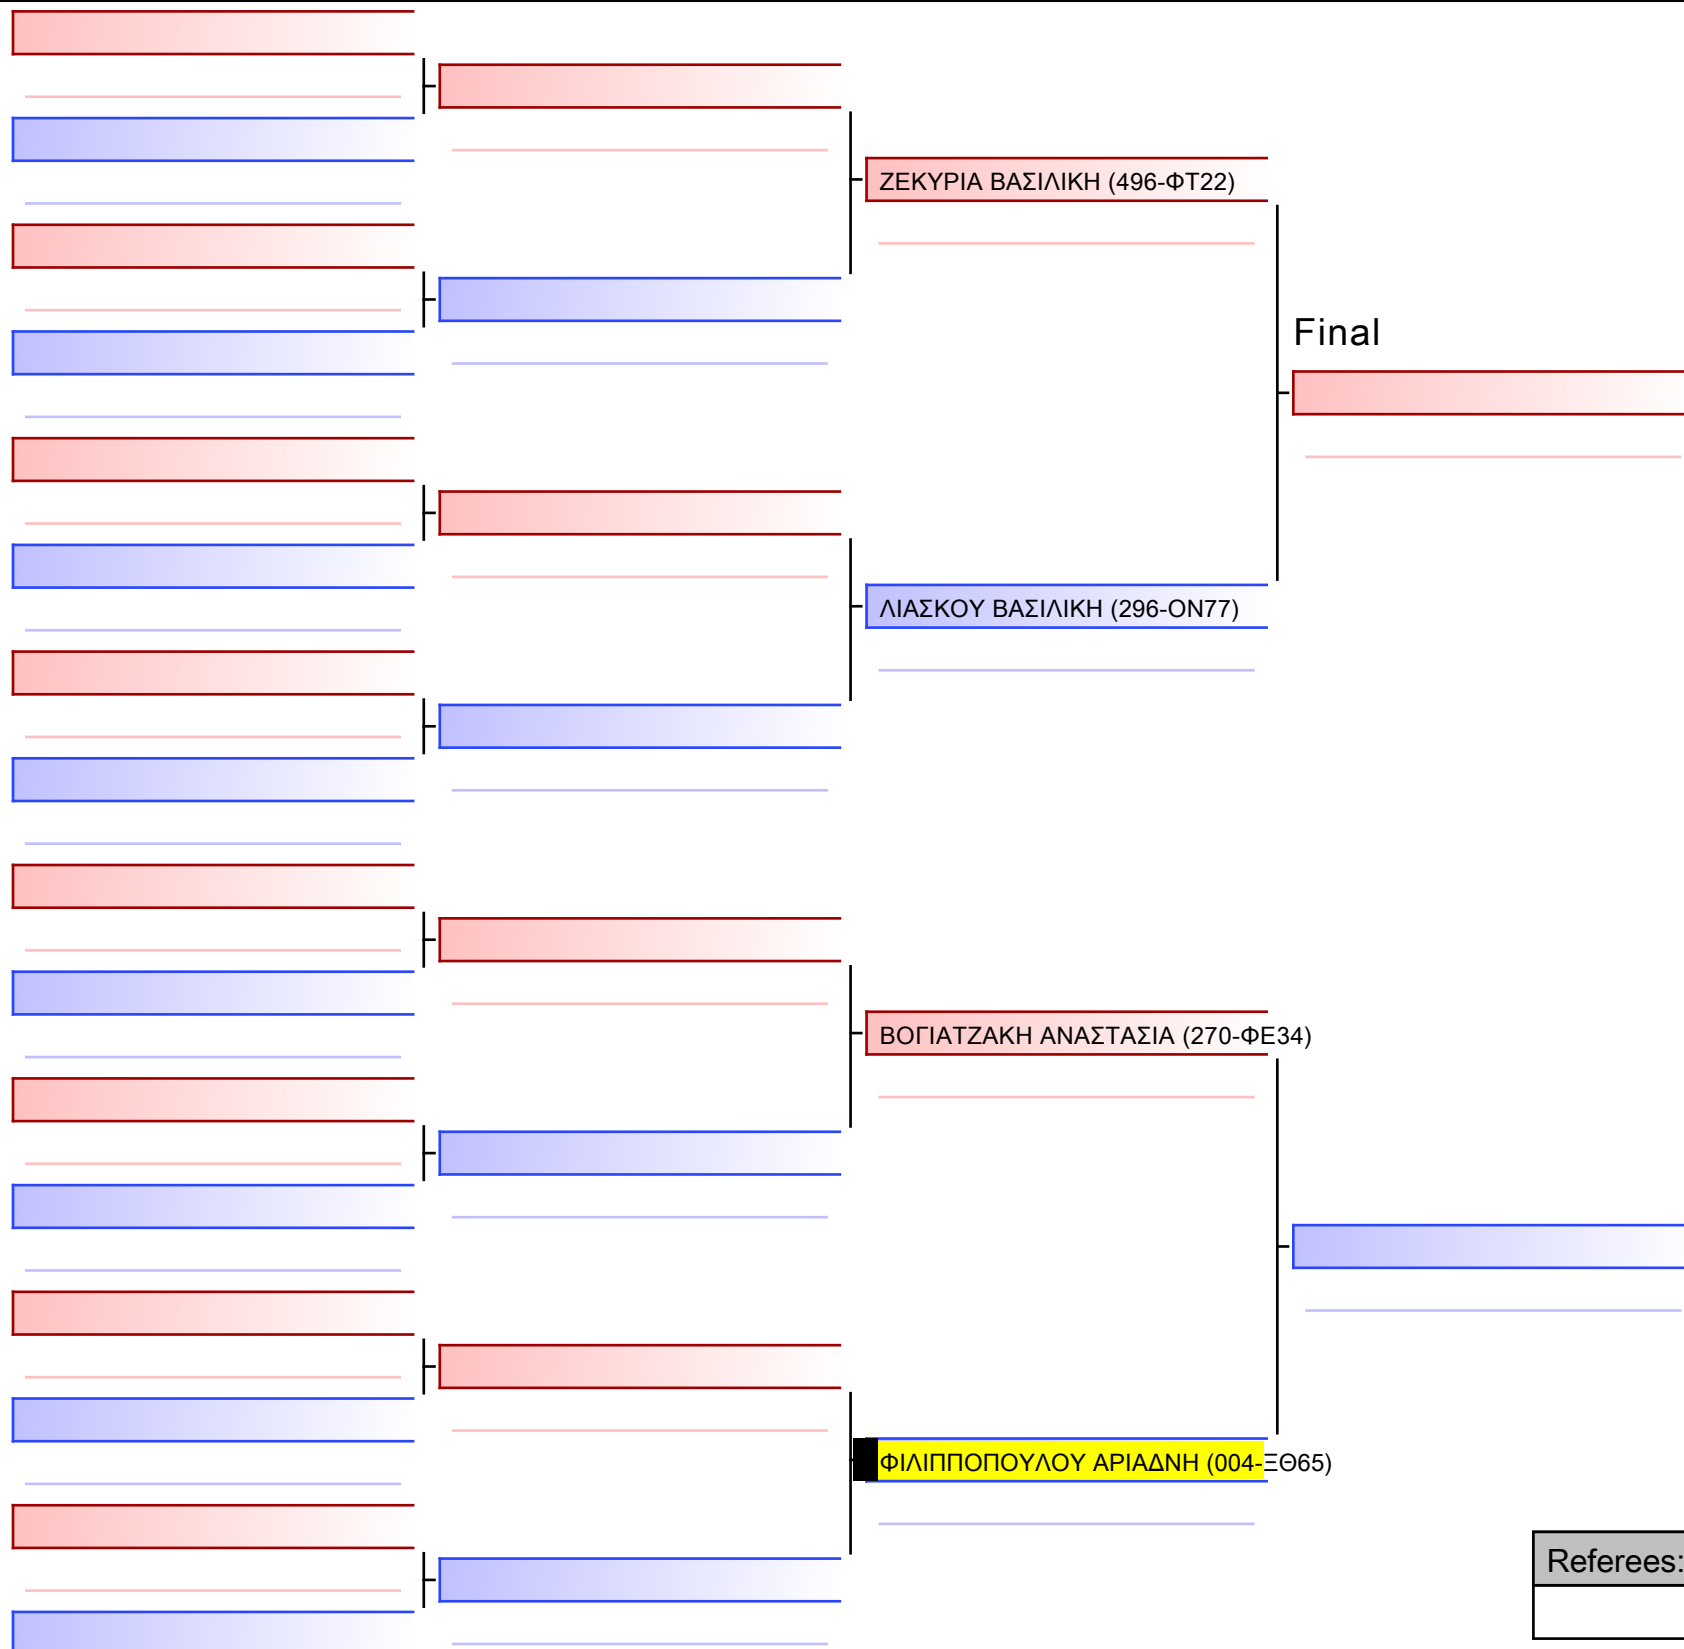 ΖΕΚΥΡΙΑ ΒΑΣΙΛΙΚΗ (496-ΦΤ22)
Final
ΛΙΑΣΚΟΥ ΒΑΣΙΛΙΚΗ (296-ΟΝ77)
ΒΟΓΙΑΤΖΑΚΗ ΑΝΑΣΤΑΣΙΑ (270-ΦΕ34)
ΦΙΛΙΠΠΟΠΟΥΛΟΥ ΑΡΙΑΔΝΗ (004-ΞΘ65)
Referees: